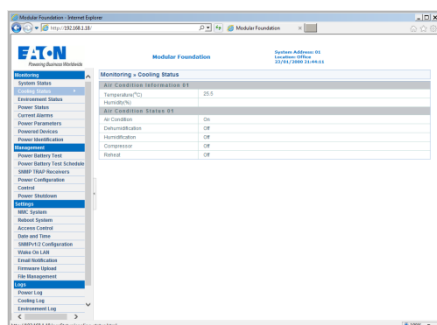 Modular Foundation - Internet Explorer
http://192.168.1.18/
Modular Foundation
EATON
Powering Business Worldwide
Modular Foundation
System Address: 01
Location: Office
Monitoring
System Status
Cooling Status
Environment Status
Power Status
Current Alarms
Power Parameters
Powered Devices
Power Identification
Management
Power Battery Test
Power Battery Test Schedule
SNMP TRAP Receivers
Power Configuration
Control
Power Shutdown
Settings
NMC System
Reboot System
Access Control
Date and Time
SNMPv1/2 Configuration
Wake On LAN
Email Notification
Firmware Upload
File Management
Logs
Power Log
Cooling Log
Environment Log
Monitoring » Cooling Status
Air Condition Information 01
Temperature(°C) 25.5
Humidity(%)
Air Condition Status 01
Air Condition On
Dehumidification Off
Humidification Off
Compressor Off
Reheat Off